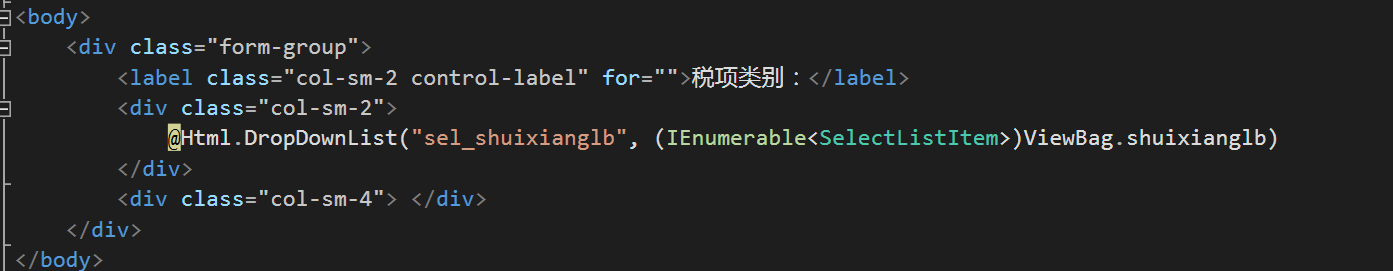 <body>
<div class="form-group">
<label class="col-sm-2 control-label" for="">税项类别：</label>
<div class="col-sm-2">
@Html.DropDownList("sel_shuixianglb", (IEnumerable<SelectListItem>)ViewBag.shuixianglb)
</div>
<div class="col-sm-4"> </div>
</div>
</body>